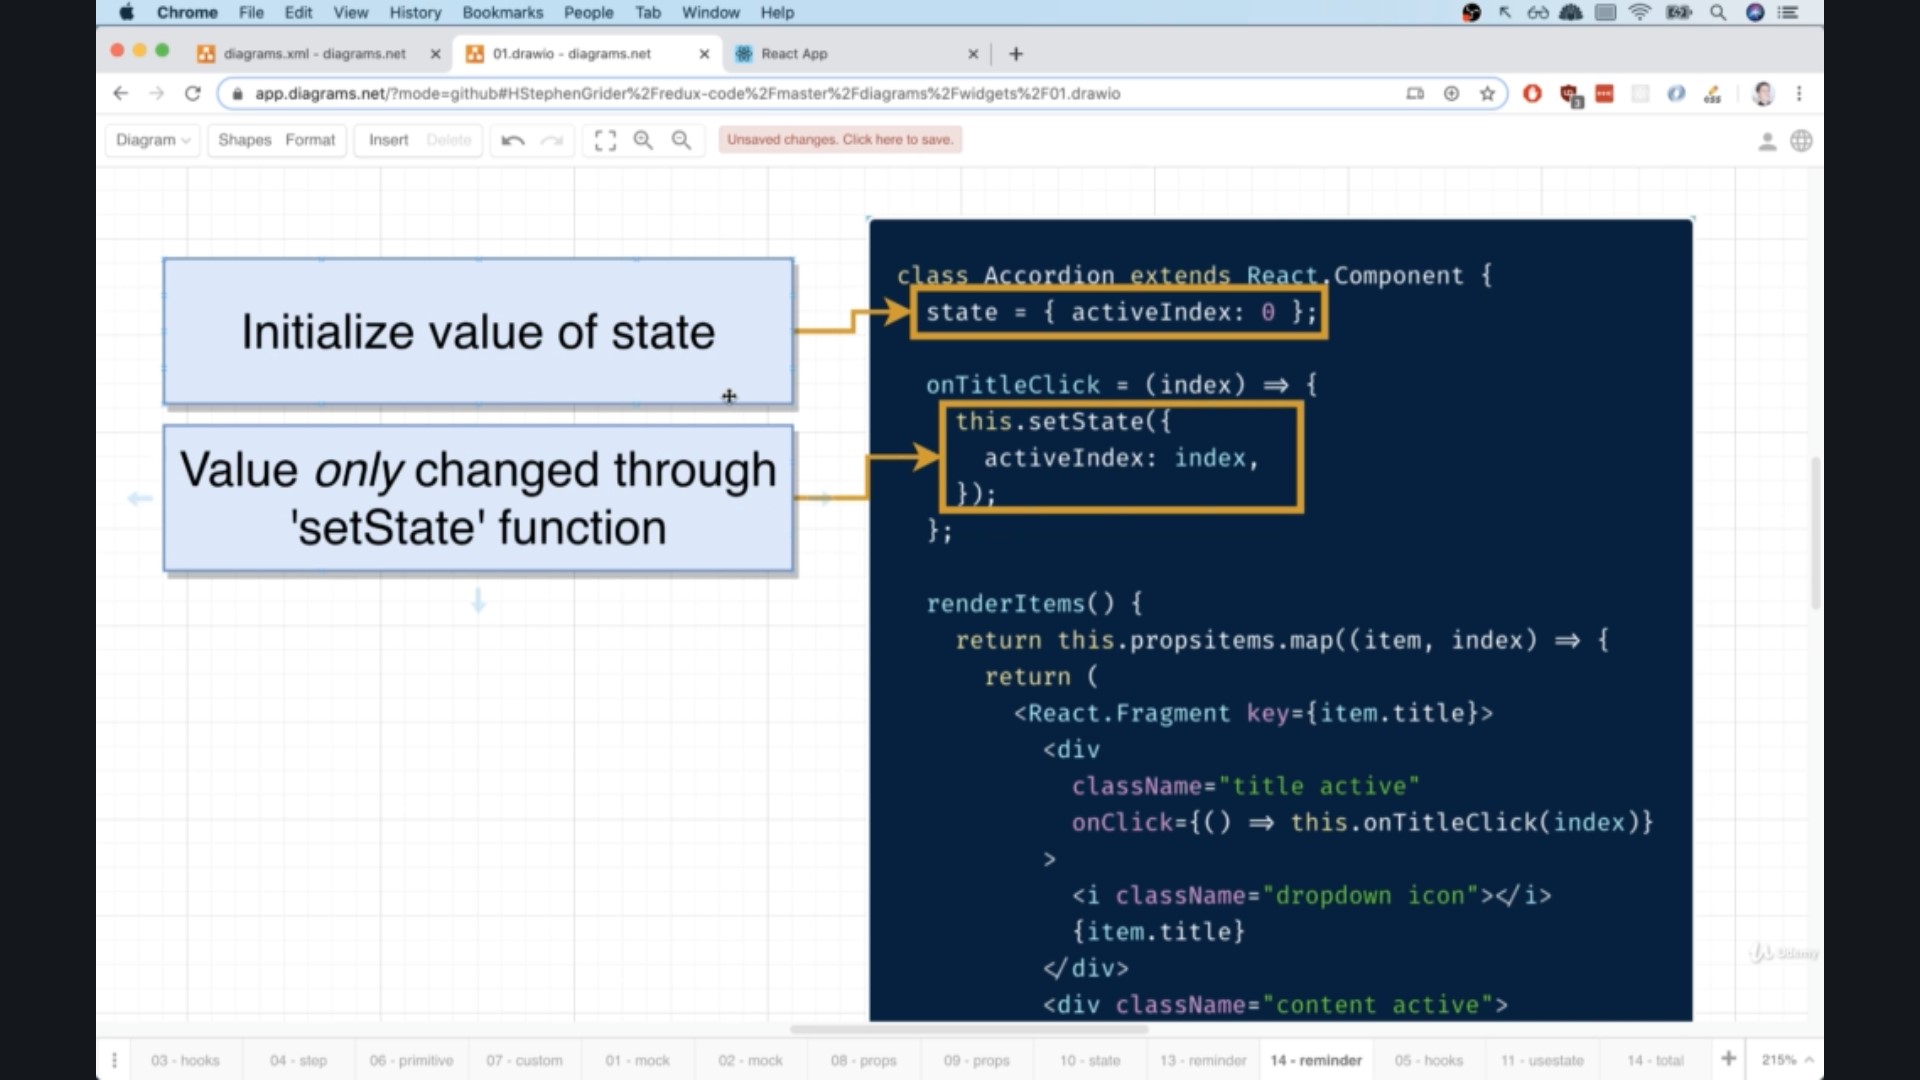 Chrome File Edit View History Bookmarks People Tab Window Help
diagrams.xml - diagrams.net
01.drawio - diagrams.net
React App
app.diagrams.net/?mode=github#HStephenGrider%2Fredux-code%2Fmaster%2Fdiagrams%2Fwidgets%2F01.drawio
Diagram Shapes Format Insert Delete Unsaved changes. Click here to save.
Initialize value of state
Value only changed through
'setState' function
class Accordion extends React.Component {
state = { activeIndex: 0 };
onTitleClick = (index) => {
this.setState({
activeIndex: index,
});
};
renderItems() {
return this.propsitems.map((item, index) => {
return (
<React.Fragment key={item.title}>
<div
className="title active"
onClick={() => this.onTitleClick(index)}
>
<i className="dropdown icon"></i>
{item.title}
</div>
<div className="content active">
Udemy
03 - hooks 04 - step 06 - primitive 07 - custom 01 - mock 02 - mock 08 - props 09 - props 10 - state 13 - reminder 14 - reminder 05 - hooks 11 - usestate 14 - total 215%